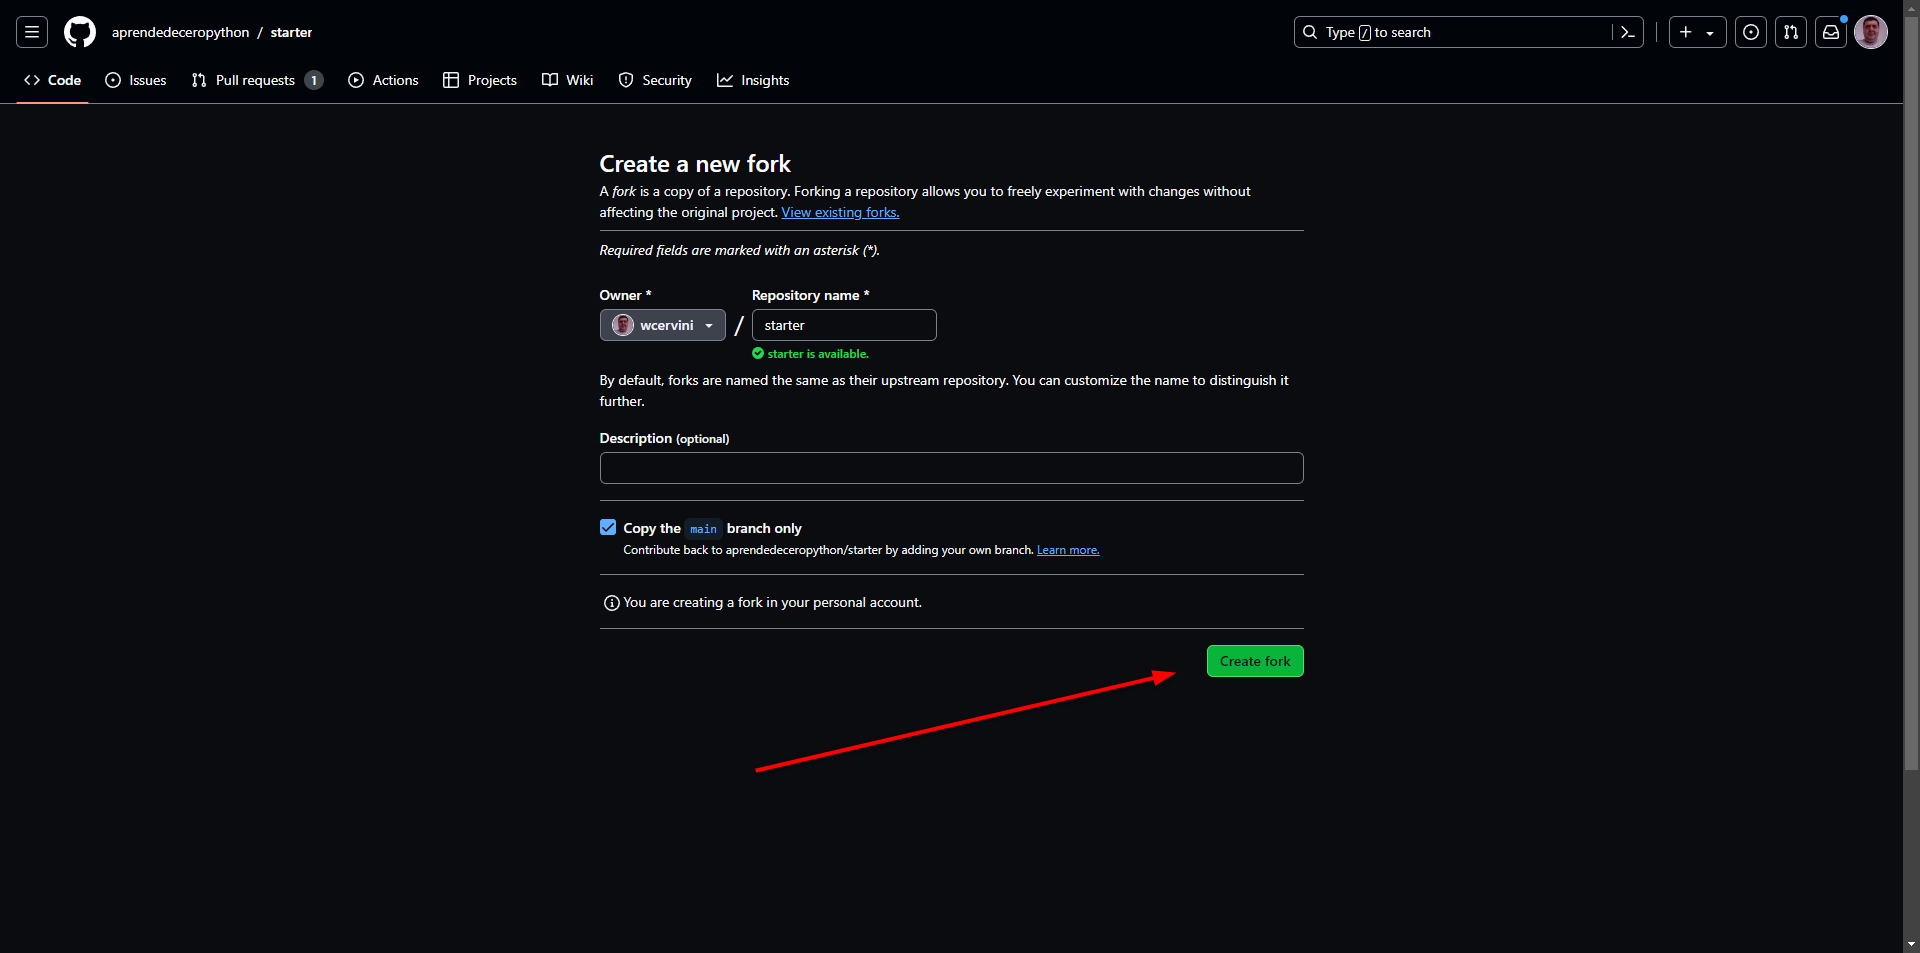 aprendedeceropython / starter
Type / to search
Code Issues Pull requests 1 Actions Projects Wiki Security Insights
Create a new fork
A fork is a copy of a repository. Forking a repository allows you to freely experiment with changes without
affecting the original project. View existing forks.
Required fields are marked with an asterisk (*).
Owner * Repository name *
wcervini / starter
starter is available.
By default, forks are named the same as their upstream repository. You can customize the name to distinguish it
further.
Description (optional)
Copy the main branch only
Contribute back to aprendedeceropython/starter by adding your own branch. Learn more.
You are creating a fork in your personal account.
Create fork